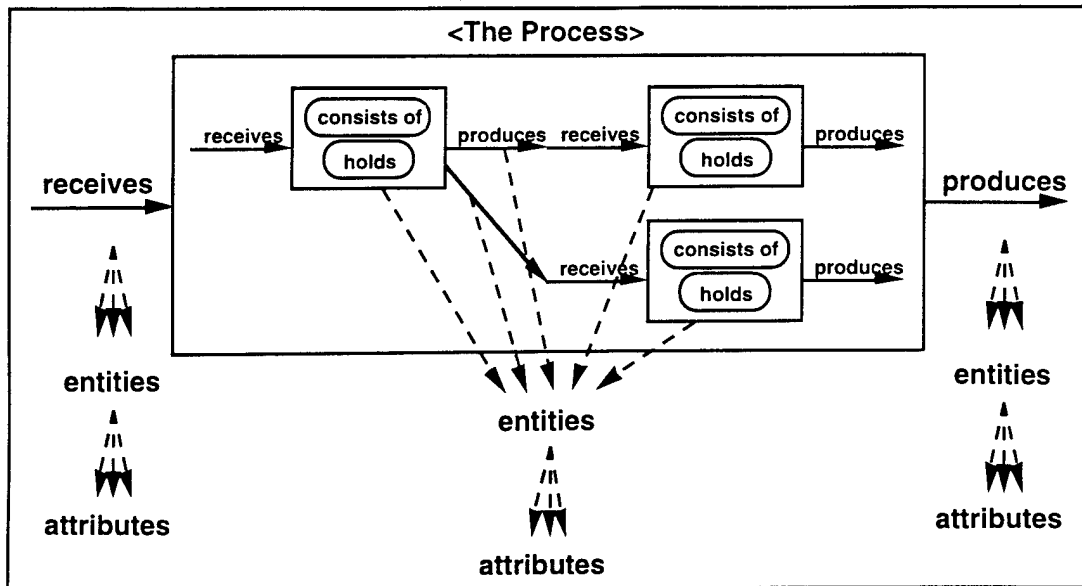 <The Process>
consists of
holds
receives
produces
receives
consists of
holds
produces
receives
produces
receives
consists of
holds
produces
entities
attributes
entities
attributes
entities
attributes